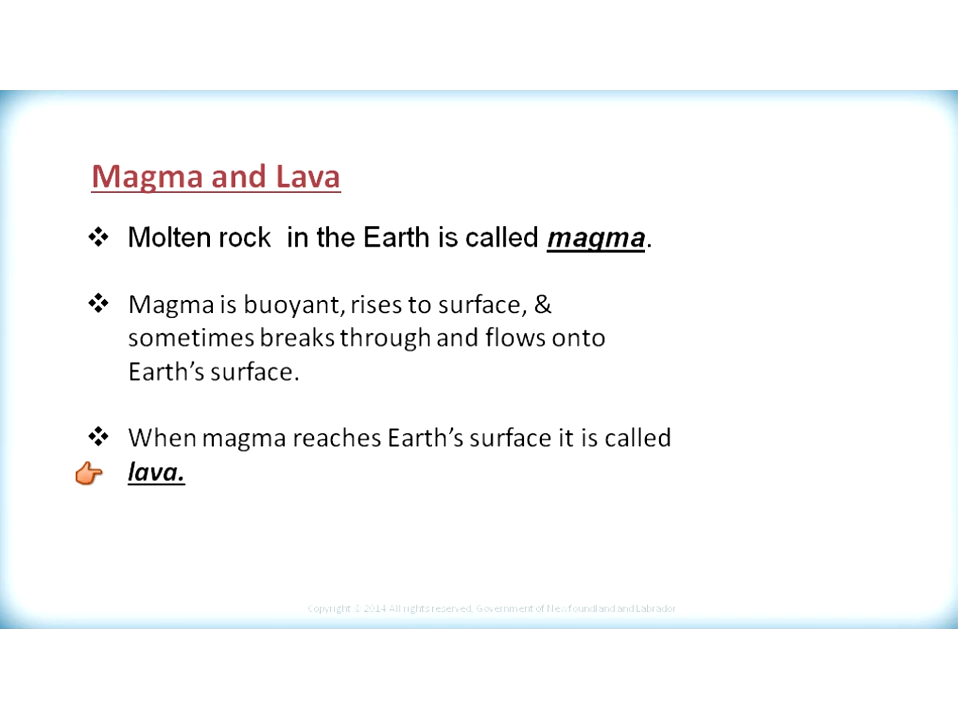 Magma and Lava
❖ Molten rock in the Earth is called magma.
❖ Magma is buoyant, rises to surface, &
sometimes breaks through and flows onto
Earth's surface.
❖ When magma reaches Earth's surface it is called
lava.
Copyright © 2014 All rights reserved. Government of Newfoundland and Labrador